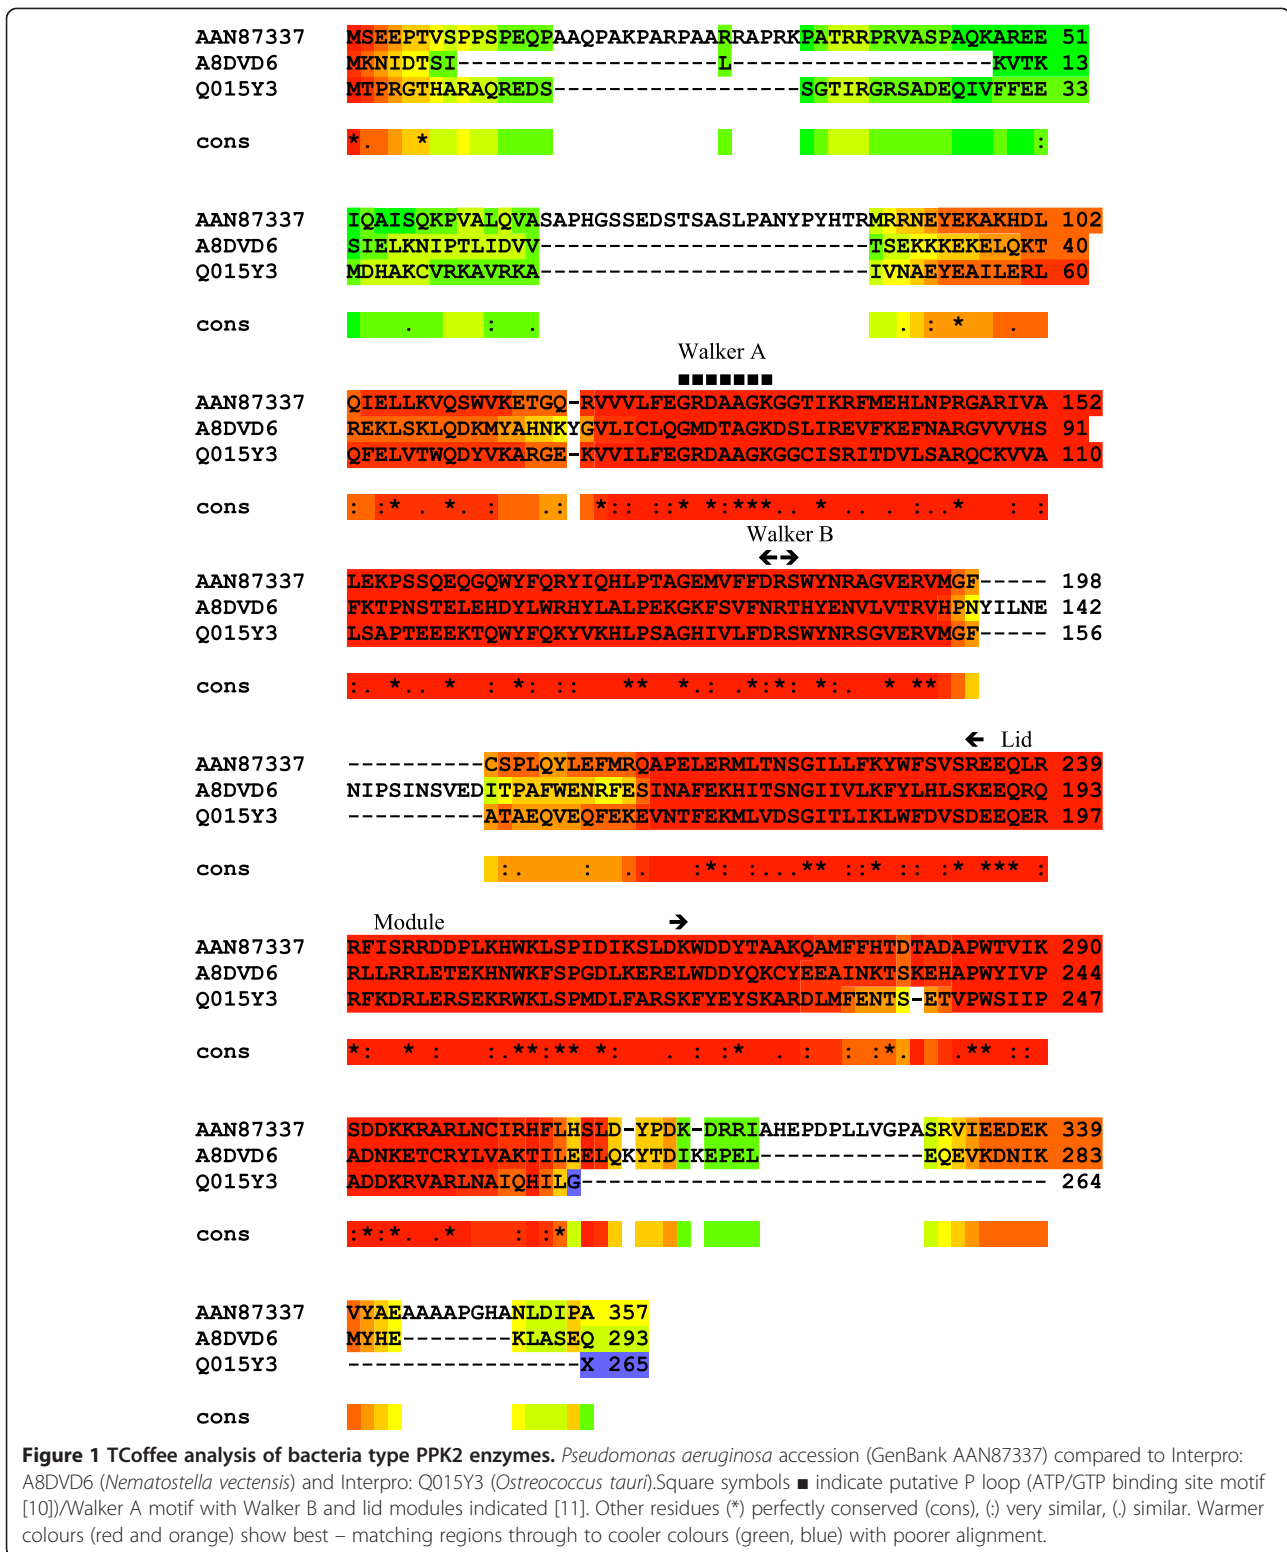 AAN87337 MSEEPTVSPPSPEQPAAQPAKPARPAARRAPRKPATRRPRVASPAQKAREE 51
A8DVD6 MKNIDTSI-------------------L-------------------KVTK 13
Q015Y3 MTPRGTHARAQREDS------------------SGTIRGRSADEQIVFFEE 33
cons *. * :
AAN87337 IQAISQKPVALQVASAPHGSSEDSTSASLPANYPYHTRMRRNEYEKAKHDL 102
A8DVD6 SIELKNIPTLIDVV------------------------TSEKKKEKELQKT 40
Q015Y3 MDHAKCVRKAVRKA------------------------IVNAEYEAILERL 60
cons . : . . : * .
Walker A
■■■■■■■
AAN87337 QIELLKVQSWVKETGQ-RVVVLFEGRDAAGKGGTIKRFMEHLNPRGARIVA 152
A8DVD6 REKLSKLQDKMYAHNKYGVLICLQGMDTAGKDSLIREVFKEFNARGVVVHS 91
Q015Y3 QFELVTWQDYVKARGE-KVVILFEGRDAAGKGGCISRITDVLSARQCKVVA 110
cons : :* . *. : .: *:: ::* *:***.. * .. . :..* : :
Walker B
←→
AAN87337 LEKPSSQEQGQWYFQRYIQHLPTAGEMVFFDRSWYNRAGVERVMGF----- 198
A8DVD6 FKTPNSTELEHDYLWRHYLALPEKGKFSVFNRTHYENVLVTRVHPNYILNE 142
Q015Y3 LSAPTEEEKTQWYFQKYVKHLPSAGHIVLFDRSWYNRSGVERVMGF----- 156
cons :. *.. * : *: :: ** *.: .*:*: *:. * **
← Lid
AAN87337 ----------CSPLQYLEFMRQAPELERMLTNSGILLFKYWFSVSREEQLR 239
A8DVD6 NIPSINSVEDITPAFWENRFESINAFEKHITSNGIIVLKFYLHLSKEEQRQ 193
Q015Y3 ----------ATAEQVEQFEKEVNTFEKMLVDSGITLIKLWFDVSDEEQER 197
cons :. : .. :*: :...** ::* :: :* *** :
Module →
AAN87337 RFISRRDDPLKHWKLSPIDIKSLDKWDDYTAAKQAMFFHTDTADAPWTVIK 290
A8DVD6 RLLRRLETEKHNWKFSPGDLKERELWDDYQKCYEEAINKTSKEHAPWYIVP 244
Q015Y3 RFKDRLERSEKRWKLSPMDLFARSKFYEYSKARDLMFENTS-ETVPWSIIP 247
cons *: * : :.**:** *: . : :* . : : :*. .** ::
AAN87337 SDDKKRARLNCIRHFLHSLD-YPDK-DRRIAHEPDPLLVGPASRVIEEDEK 339
A8DVD6 ADNKETCRYLVAKTILEELQKYTDIKEPEL------------EQEVKDNIK 283
Q015Y3 ADDKRVARLNAIQHILG---------------------------------- 264
cons :*:*. .* : :*
AAN87337 VYAEAAAAPGHANLDIPA 357
A8DVD6 MYHE--------KLASEQ 293
Q015Y3 -----------------X 265
cons
Figure 1 TCoffee analysis of bacteria type PPK2 enzymes. Pseudomonas aeruginosa accession (GenBank AAN87337) compared to Interpro:
A8DVD6 (Nematostella vectensis) and Interpro: Q015Y3 (Ostreococcus tauri).Square symbols ■ indicate putative P loop (ATP/GTP binding site motif
[10])/Walker A motif with Walker B and lid modules indicated [11]. Other residues (*) perfectly conserved (cons), (:) very similar, (.) similar. Warmer
colours (red and orange) show best – matching regions through to cooler colours (green, blue) with poorer alignment.